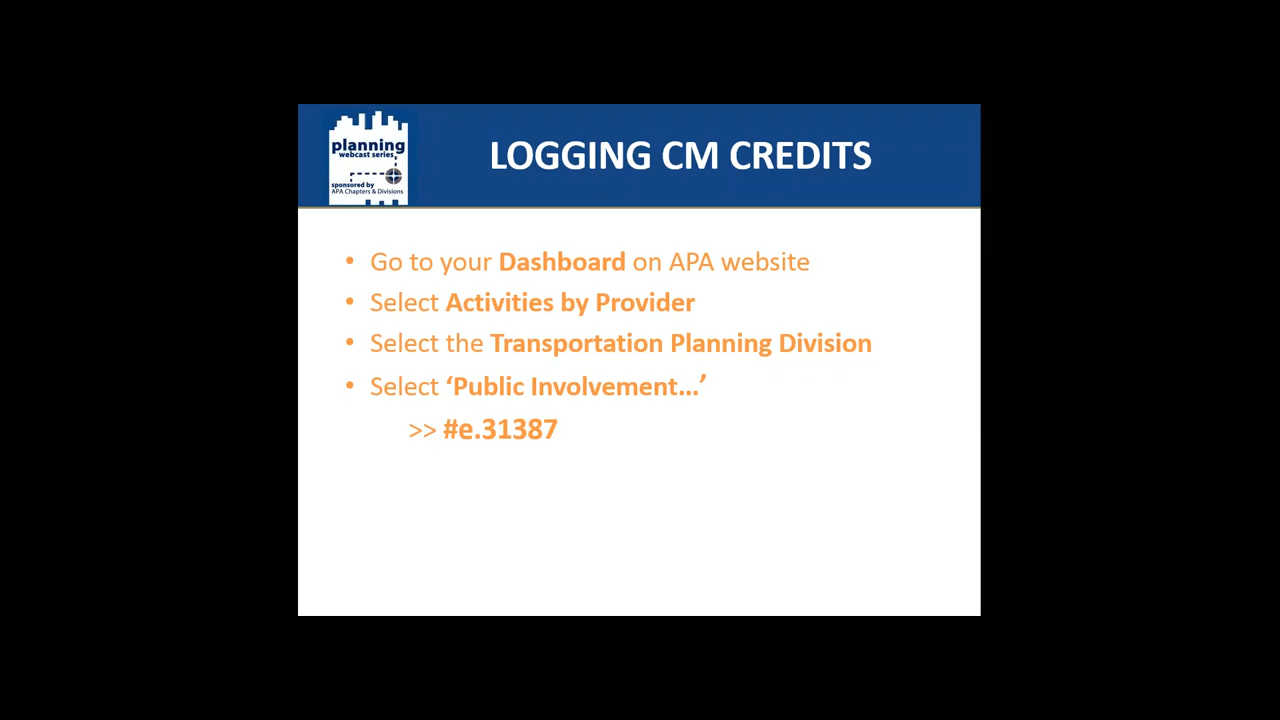 planning
webcast series
sponsored by
APA Chapters & Divisions
LOGGING CM CREDITS
• Go to your Dashboard on APA website
• Select Activities by Provider
• Select the Transportation Planning Division
• Select ‘Public Involvement…’
>> #e.31387